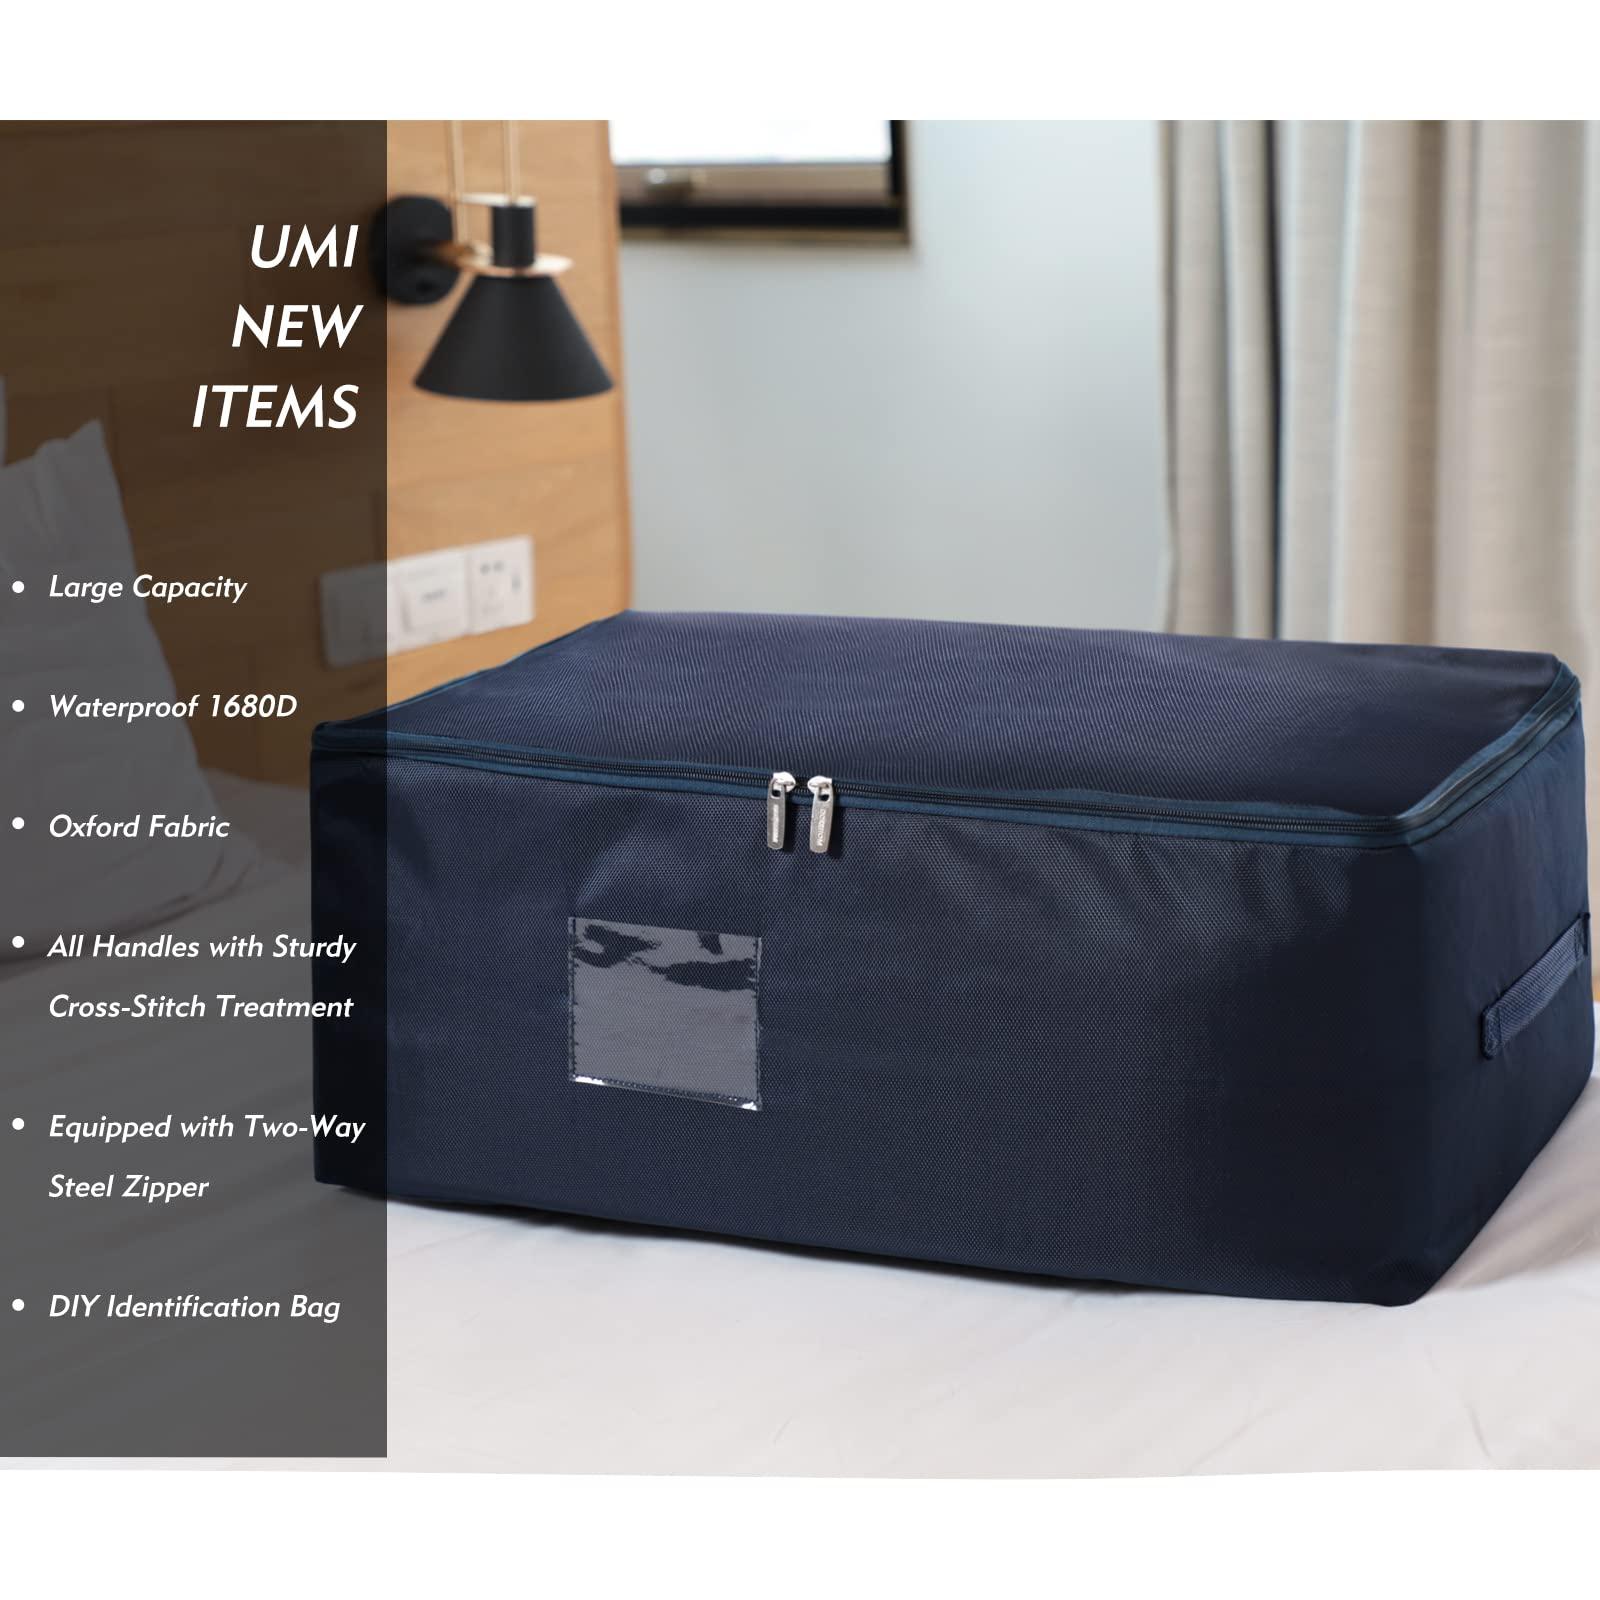 UMI
NEW
ITEMS
• Large Capacity
• Waterproof 1680D
• Oxford Fabric
• All Handles with Sturdy
Cross-Stitch Treatment
• Equipped with Two-Way
Steel Zipper
• DIY Identification Bag